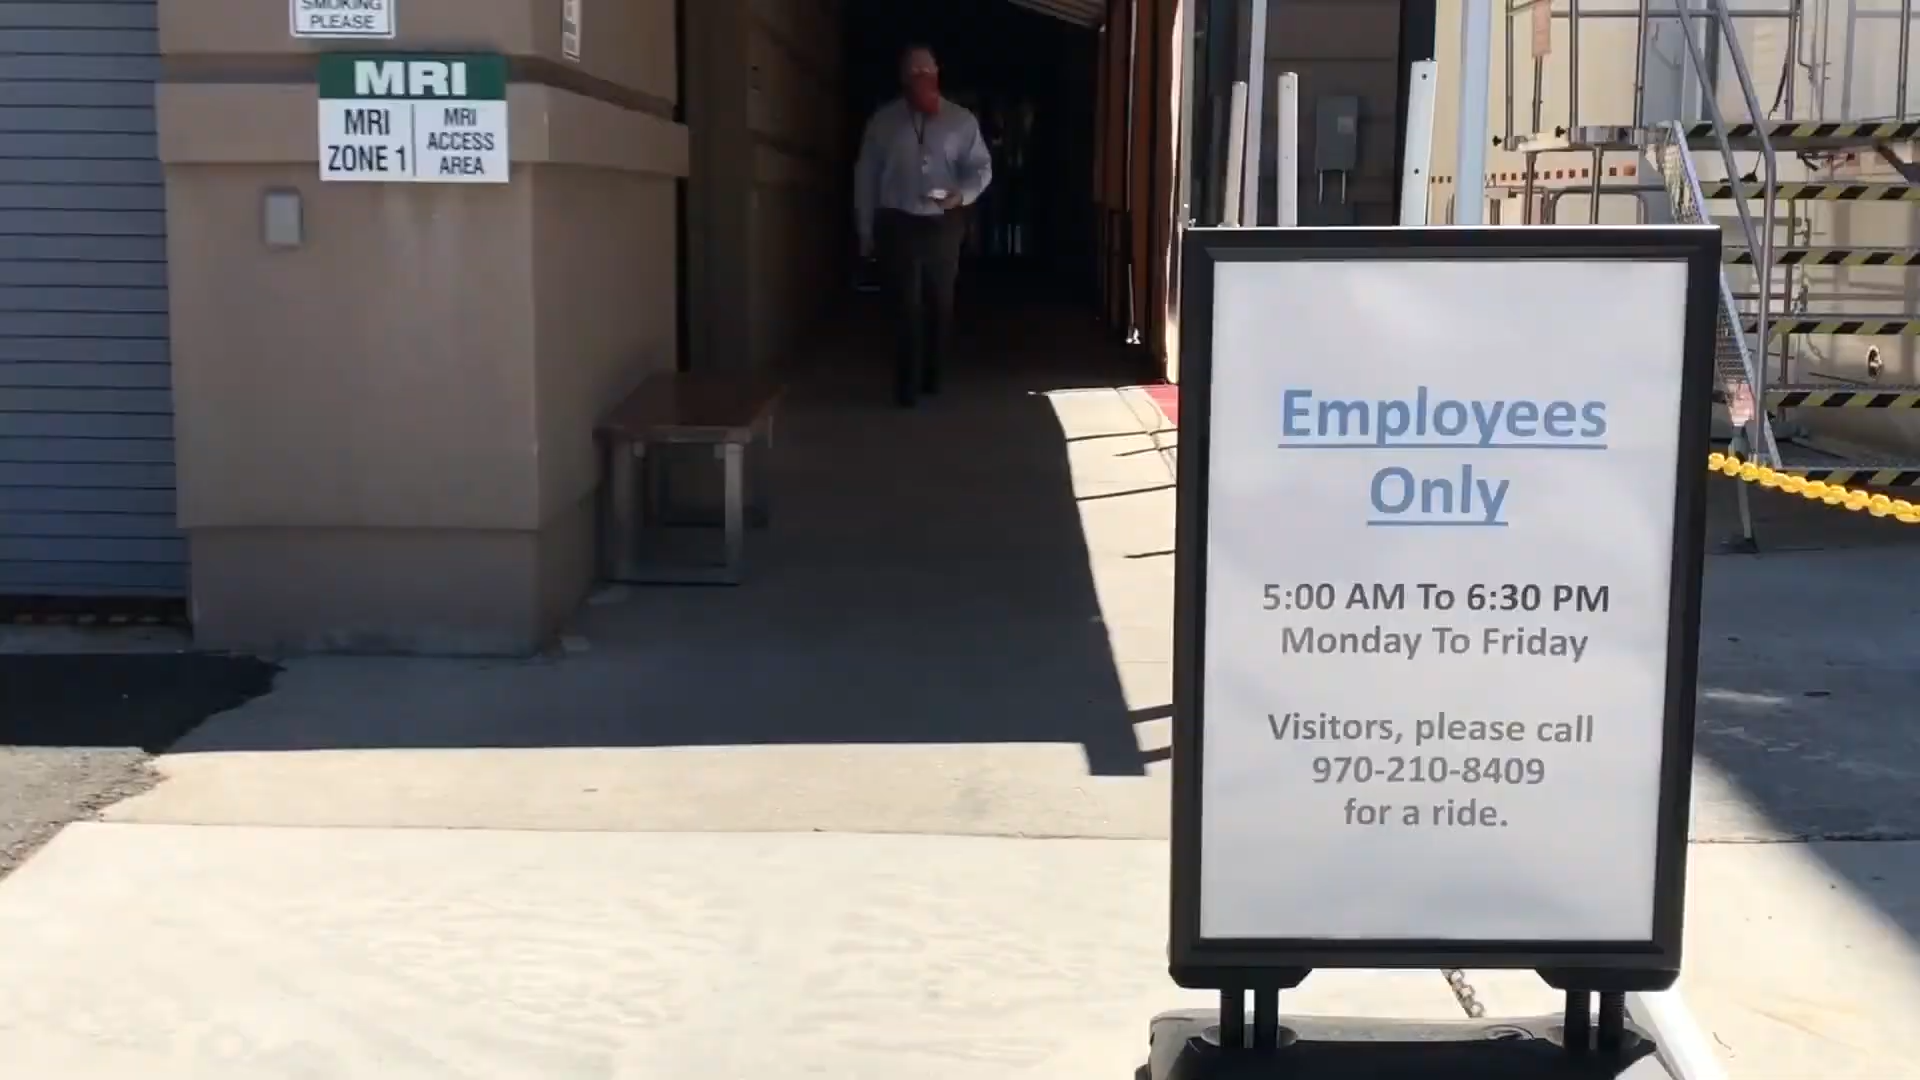 SMOKING
PLEASE
MRI
MRI
ZONE 1
MRI
ACCESS
AREA
Employees
Only
5:00 AM To 6:30 PM
Monday To Friday
Visitors, please call
970-210-8409
for a ride.